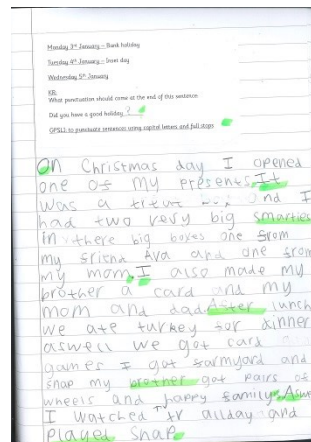 Monday 3rd January – Bank holiday
Tuesday 4th January – Inset day
Wednesday 5th January
KR:
What punctuation should come at the end of this sentence
Did you have a good holiday ?
OPS11: to punctuate sentences using capital letters and full stops
On Christmas day I opened
one of my presents. It
was a and I
had two very big smarties
in there big boxes one from
my friend Ava and one from
my mom. I also made my
brother a card and my
mom and dad. After lunch
we ate turkey for dinner
aswell we got card
games I got farmyard and
snap my brother got pairs of
wheels and happy family. Aswe
I watched TV allday and
played snap.